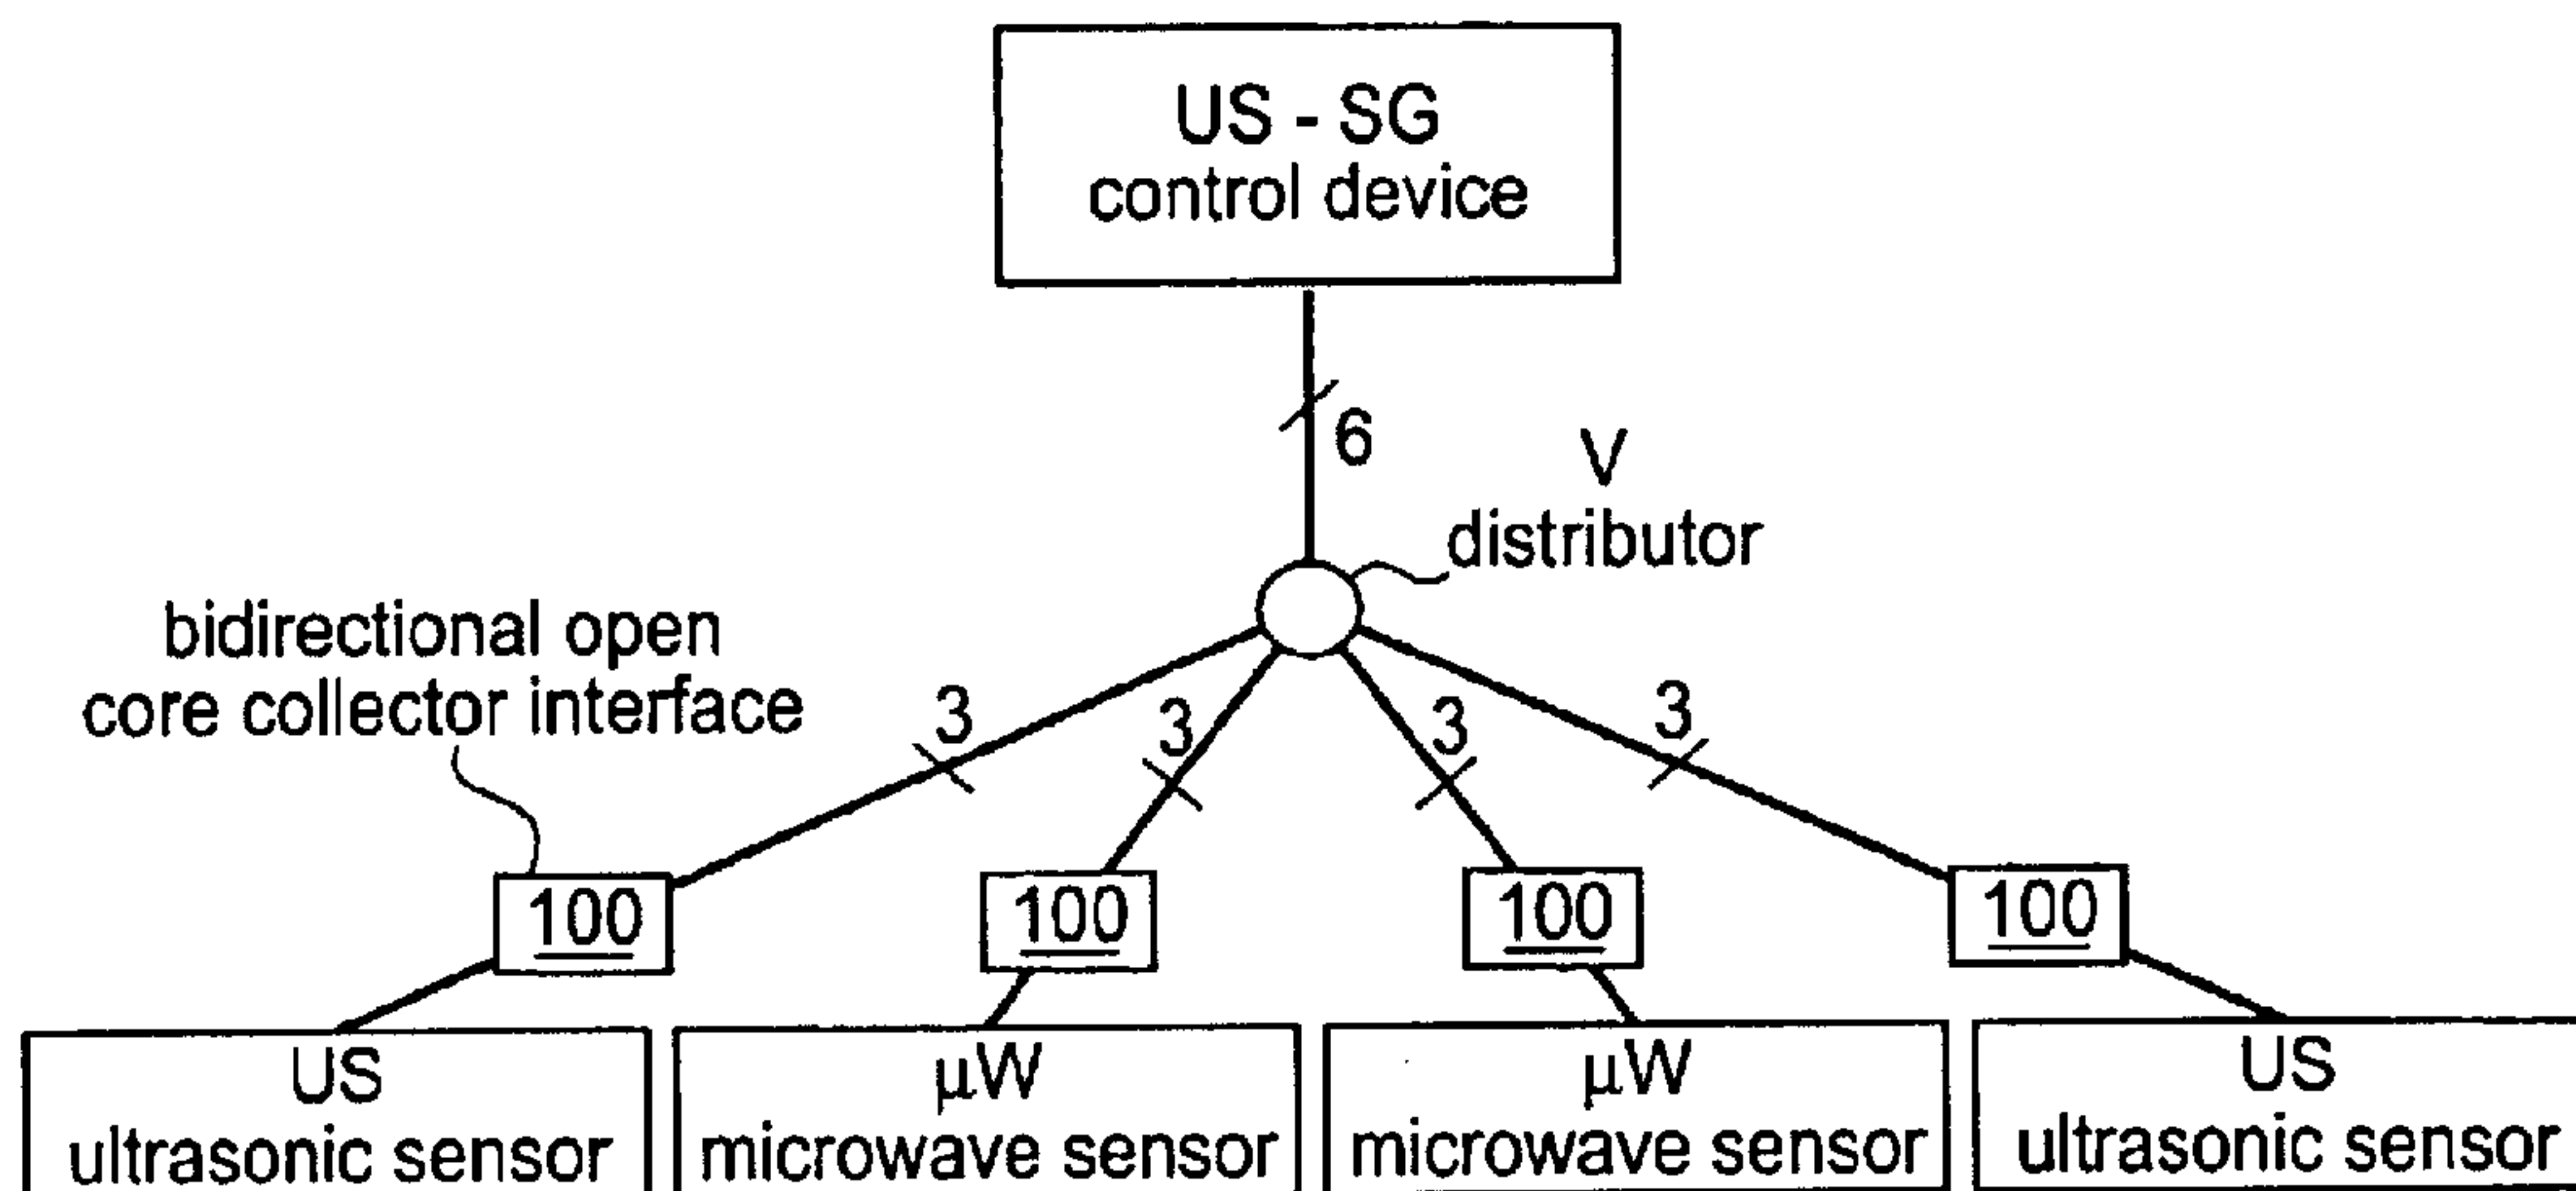 US - SG
control device
6
V
distributor
bidirectional open
core collector interface
3
3
3
3
100
100
100
100
US
ultrasonic sensor
µW
microwave sensor
µW
microwave sensor
US
ultrasonic sensor